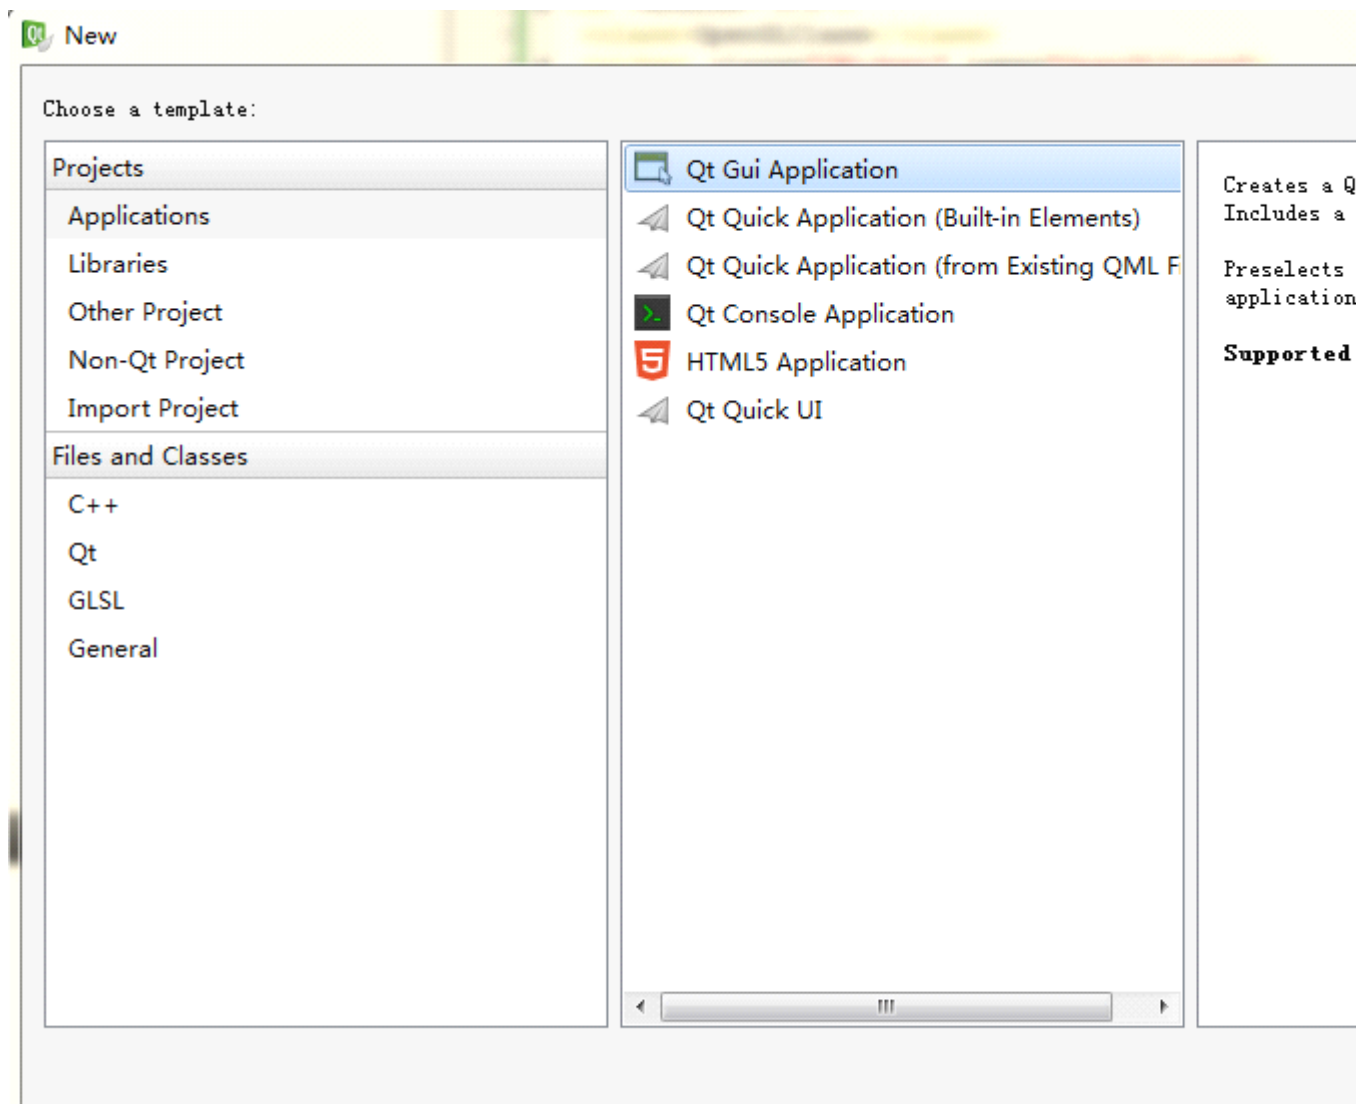 New
Choose a template:
Projects
Applications
Libraries
Other Project
Non-Qt Project
Import Project
Files and Classes
C++
Qt
GLSL
General
Qt Gui Application
Qt Quick Application (Built-in Elements)
Qt Quick Application (from Existing QML F
Qt Console Application
HTML5 Application
Qt Quick UI
Creates a Q
Includes a
Preselects
application
Supported